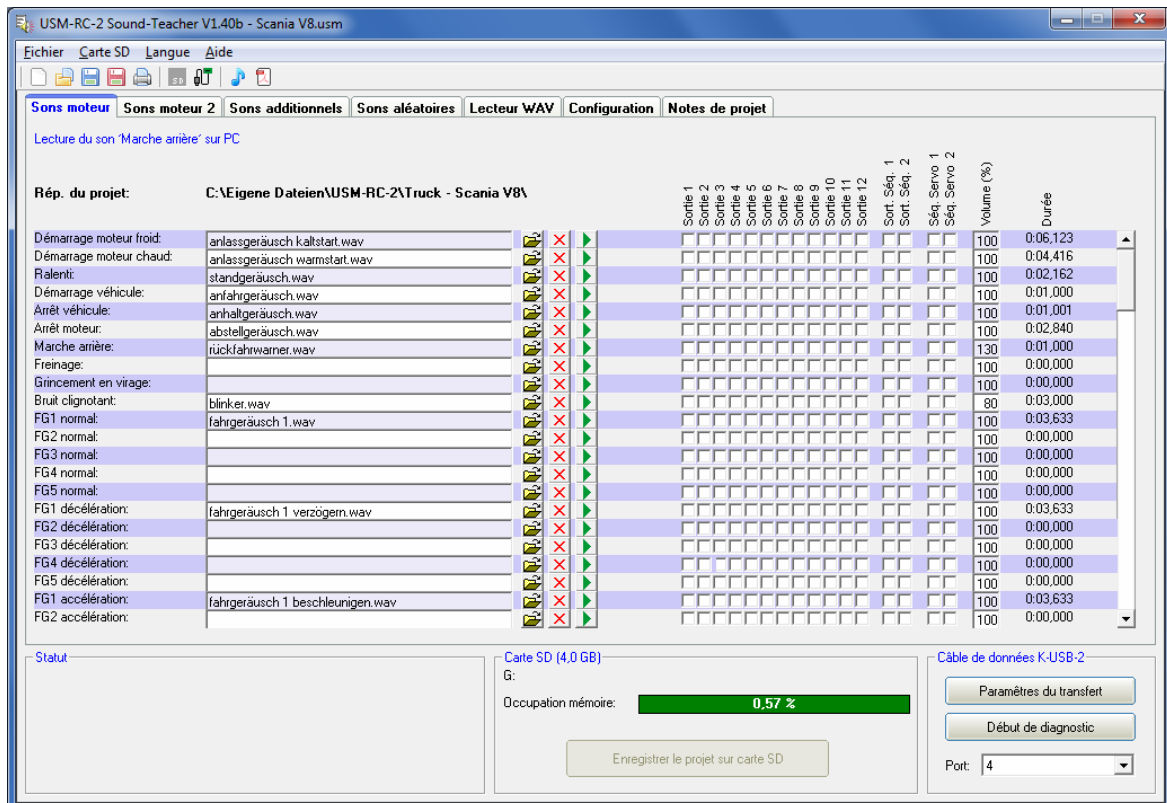 USM-RC-2 Sound-Teacher V1.40b - Scania V8.usm
Fichier Carte SD Langue Aide
SD
Sons moteur Sons moteur 2 Sons additionnels Sons aléatoires Lecteur WAV Configuration Notes de projet
Lecture du son 'Marche arrière' sur PC
Rép. du projet: C:\Eigene Dateien\USM-RC-2\Truck - Scania V8\
Sortie 1
Sortie 2
Sortie 3
Sortie 4
Sortie 5
Sortie 6
Sortie 7
Sortie 8
Sortie 9
Sortie 10
Sortie 11
Sortie 12
Sort. Séq. 1
Sort. Séq. 2
Séq. Servo 1
Séq. Servo 2
Volume (%)
Durée
Démarrage moteur froid: anlassgeräusch kaltstart.wav 100 0:06,123
Démarrage moteur chaud: anlassgeräusch warmstart.wav 100 0:04,416
Ralenti: standgeräusch.wav 100 0:02,162
Démarrage véhicule: anfahrgeräusch.wav 100 0:01,000
Arrêt véhicule: anhaltgeräusch.wav 100 0:01,001
Arrêt moteur: abstellgeräusch.wav 100 0:02,840
Marche arrière: rückfahrwarner.wav 130 0:01,000
Freinage: 100 0:00,000
Grincement en virage: 100 0:00,000
Bruit clignotant: blinker.wav 80 0:03,000
FG1 normal: fahrgeräusch 1.wav 100 0:03,633
FG2 normal: 100 0:00,000
FG3 normal: 100 0:00,000
FG4 normal: 100 0:00,000
FG5 normal: 100 0:00,000
FG1 décélération: fahrgeräusch 1 verzögern.wav 100 0:03,633
FG2 décélération: 100 0:00,000
FG3 décélération: 100 0:00,000
FG4 décélération: 100 0:00,000
FG5 décélération: 100 0:00,000
FG1 accélération: fahrgeräusch 1 beschleunigen.wav 100 0:03,633
FG2 accélération: 100 0:00,000
Statut
Carte SD (4,0 GB)
G:
Occupation mémoire: 0,57 %
Enregistrer le projet sur carte SD
Câble de données K-USB-2
Paramêtres du transfert
Début de diagnostic
Port: 4